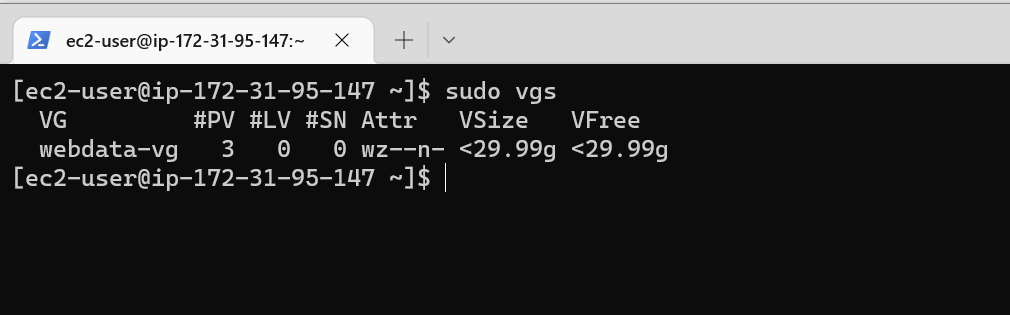 ec2-user@ip-172-31-95-147:~
[ec2-user@ip-172-31-95-147 ~]$ sudo vgs
  VG         #PV #LV #SN Attr   VSize   VFree
  webdata-vg   3   0   0 wz--n- <29.99g <29.99g
[ec2-user@ip-172-31-95-147 ~]$